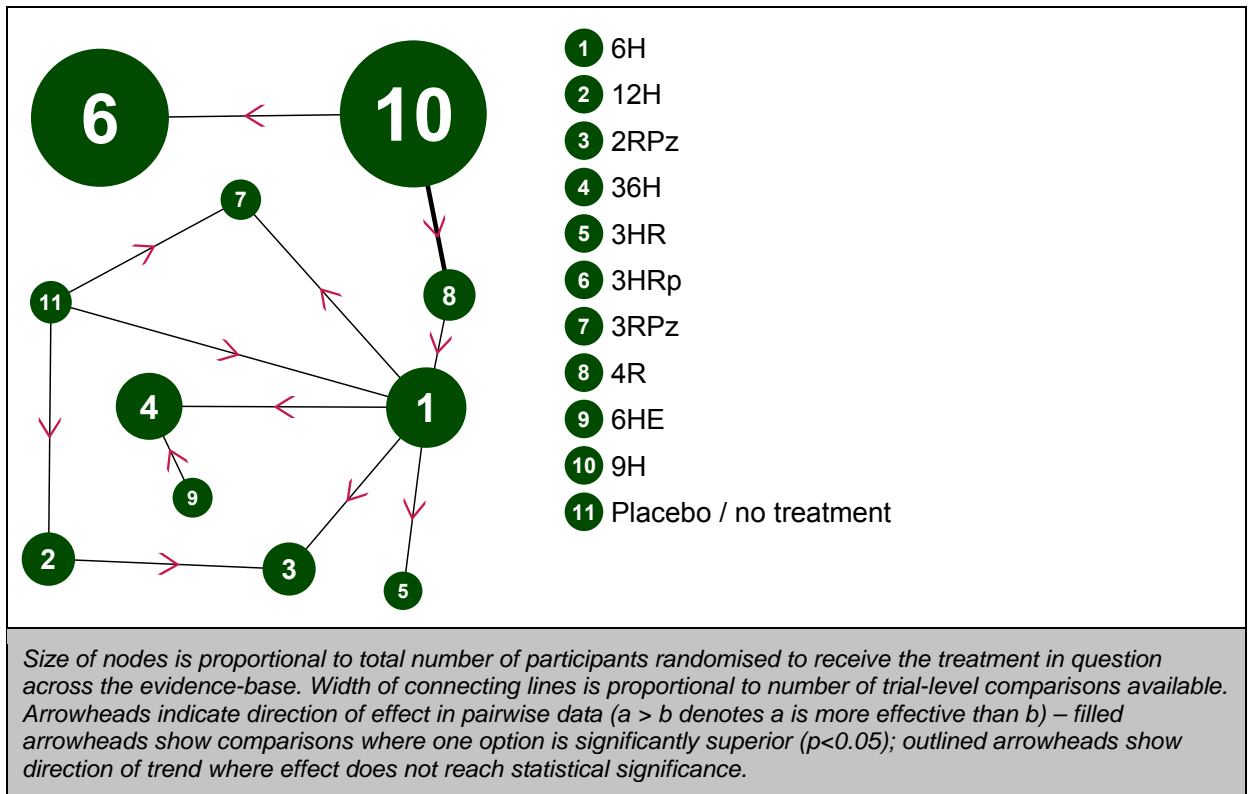 6
10
7
11
8
4
1
9
2
3
5
1 6H
2 12H
3 2RPz
4 36H
5 3HR
6 3HRp
7 3RPz
8 4R
9 6HE
10 9H
11 Placebo / no treatment
Size of nodes is proportional to total number of participants randomised to receive the treatment in question
across the evidence-base. Width of connecting lines is proportional to number of trial-level comparisons available.
Arrowheads indicate direction of effect in pairwise data (a > b denotes a is more effective than b) – filled
arrowheads show comparisons where one option is significantly superior (p<0.05); outlined arrowheads show
direction of trend where effect does not reach statistical significance.